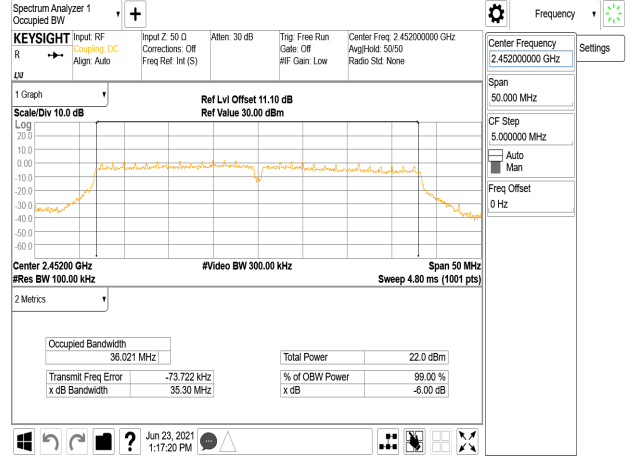 Spectrum Analyzer 1
Occupied BW
▼
+
Frequency
▼
KEYSIGHT
R
Input: RF
Coupling: DC
Align: Auto
Input Z: 50 Ω
Corrections: Off
Freq Ref: Int (S)
Atten: 30 dB
Trig: Free Run
Gate: Off
#IF Gain: Low
Center Freq: 2.452000000 GHz
Avg|Hold: 50/50
Radio Std: None
Center Frequency
2.452000000 GHz
Settings
Span
50.000 MHz
CF Step
5.000000 MHz
Auto
Man
Freq Offset
0 Hz
1 Graph
Ref Lvl Offset 11.10 dB
Scale/Div 10.0 dB
Ref Value 30.00 dBm
Log
20.0
10.0
0.00
-10.0
-20.0
-30.0
-40.0
-50.0
-60.0
Center 2.45200 GHz
#Video BW 300.00 kHz
Span 50 MHz
#Res BW 100.00 kHz
Sweep 4.80 ms (1001 pts)
2 Metrics
Occupied Bandwidth
36.021 MHz
Total Power 22.0 dBm
Transmit Freq Error -73.722 kHz
% of OBW Power 99.00 %
x dB Bandwidth 35.30 MHz
x dB -6.00 dB
?
Jun 23, 2021
1:17:20 PM